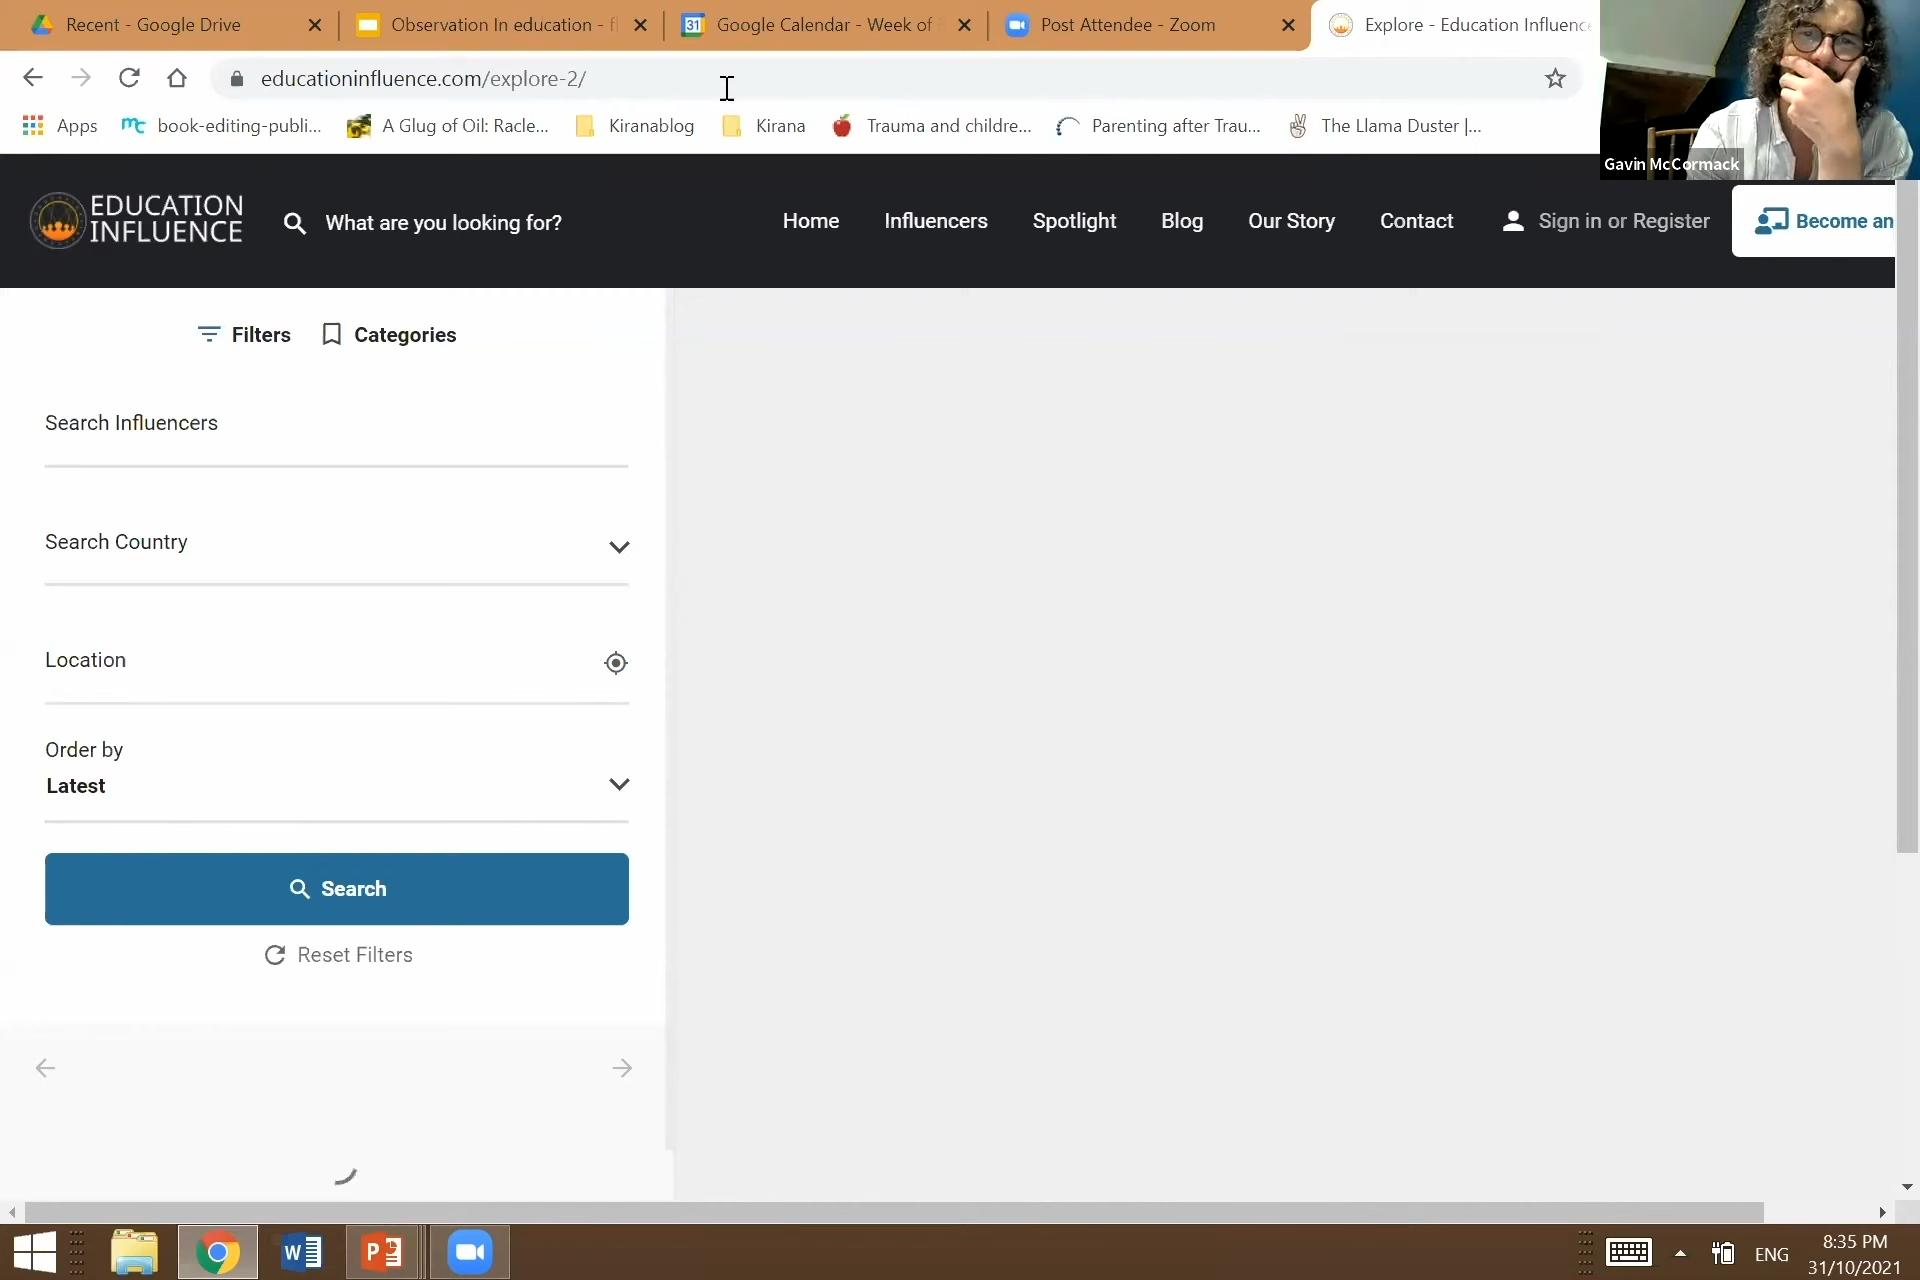 Recent - Google Drive
Observation In education - f
Google Calendar - Week of
Post Attendee - Zoom
Explore - Education Influence
educationinfluence.com/explore-2/
Apps
book-editing-publi...
A Glug of Oil: Racle...
Kiranablog
Kirana
Trauma and childre...
Parenting after Trau...
The Llama Duster |...
Gavin McCormack
EDUCATION
INFLUENCE
What are you looking for?
Home
Influencers
Spotlight
Blog
Our Story
Contact
Sign in or Register
Become an
Filters
Categories
Search Influencers
Search Country
Location
Order by
Latest
Search
Reset Filters
ENG
8:35 PM
31/10/2021